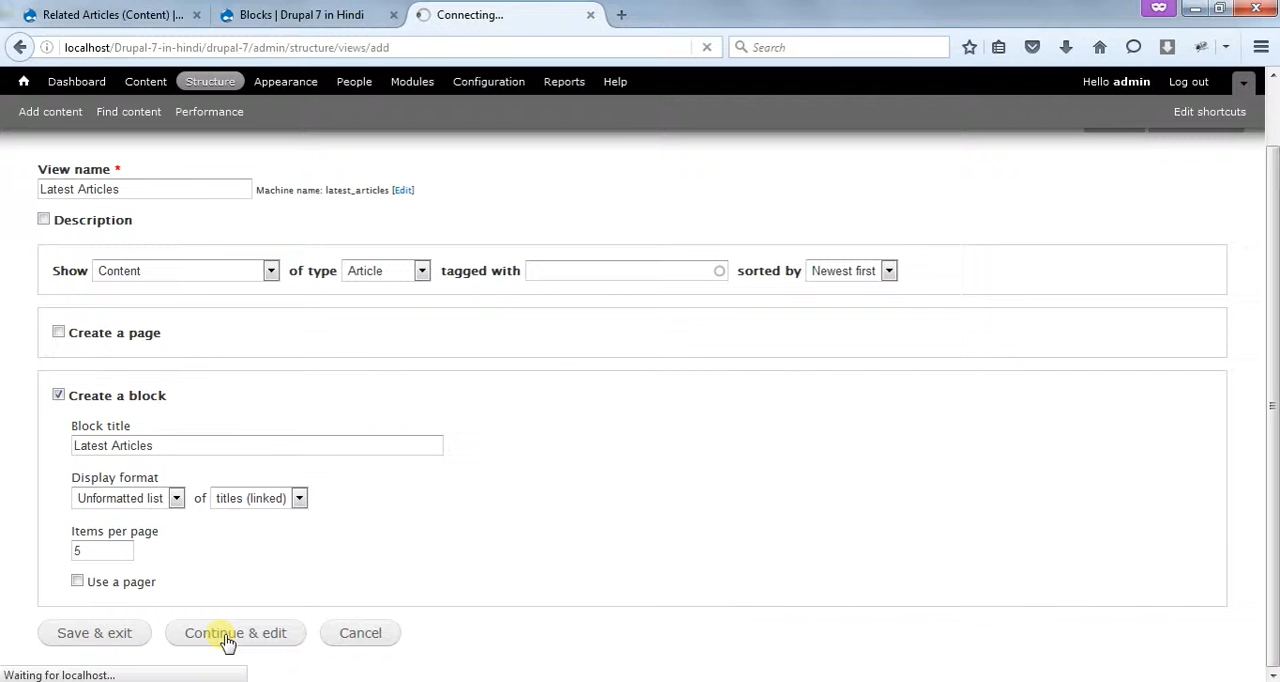 Related Articles (Content) |...
Blocks | Drupal 7 in Hindi
Connecting...
localhost/Drupal-7-in-hindi/drupal-7/admin/structure/views/add
Search
Dashboard Content Structure Appearance People Modules Configuration Reports Help Hello admin Log out
Add content Find content Performance Edit shortcuts
View name *
Latest Articles Machine name: latest_articles [Edit]
Description
Show Content of type Article tagged with sorted by Newest first
Create a page
Create a block
Block title
Latest Articles
Display format
Unformatted list of titles (linked)
Items per page
5
Use a pager
Save & exit Continue & edit Cancel
Waiting for localhost...